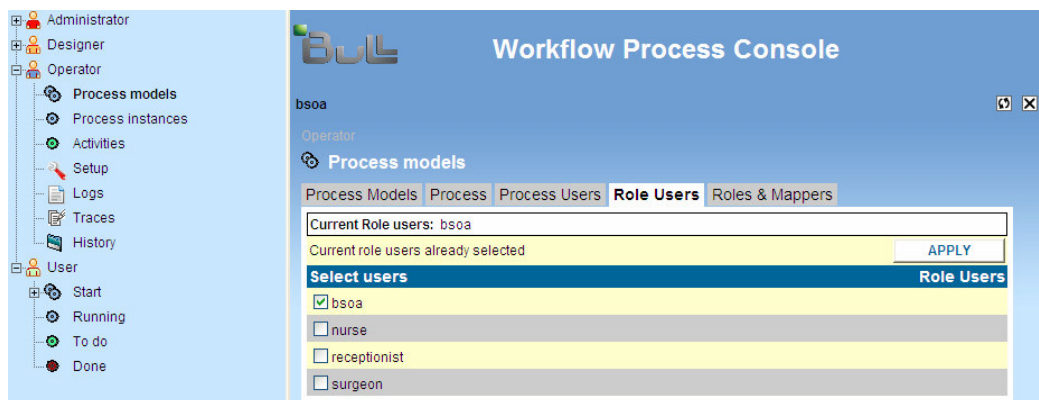 Administrator
Designer
Operator
Process models
Process instances
Activities
Setup
Logs
Traces
History
User
Start
Running
To do
Done
Bull
Workflow Process Console
bsoa
Operator
Process models
Process Models Process Process Users Role Users Roles & Mappers
Current Role users: bsoa
Current role users already selected APPLY
Select users Role Users
bsoa
nurse
receptionist
surgeon